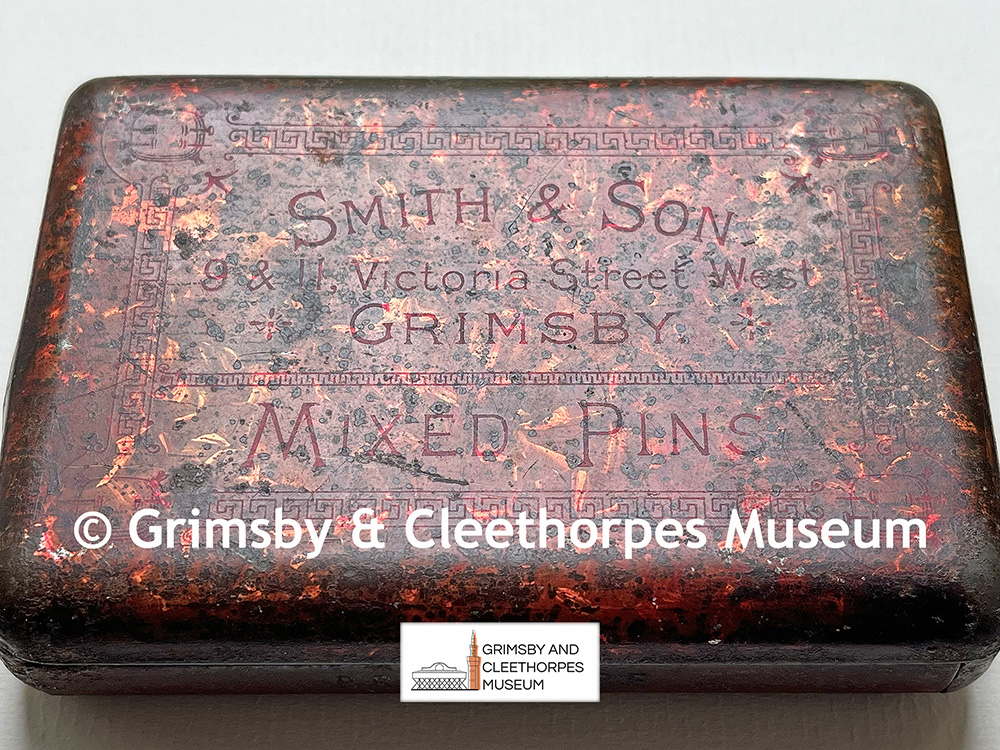 SMITH & SON
9 & 11, Victoria Street West
GRIMSBY.
MIXED PINS
© Grimsby & Cleethorpes Museum
GRIMSBY AND
CLEETHORPES
MUSEUM